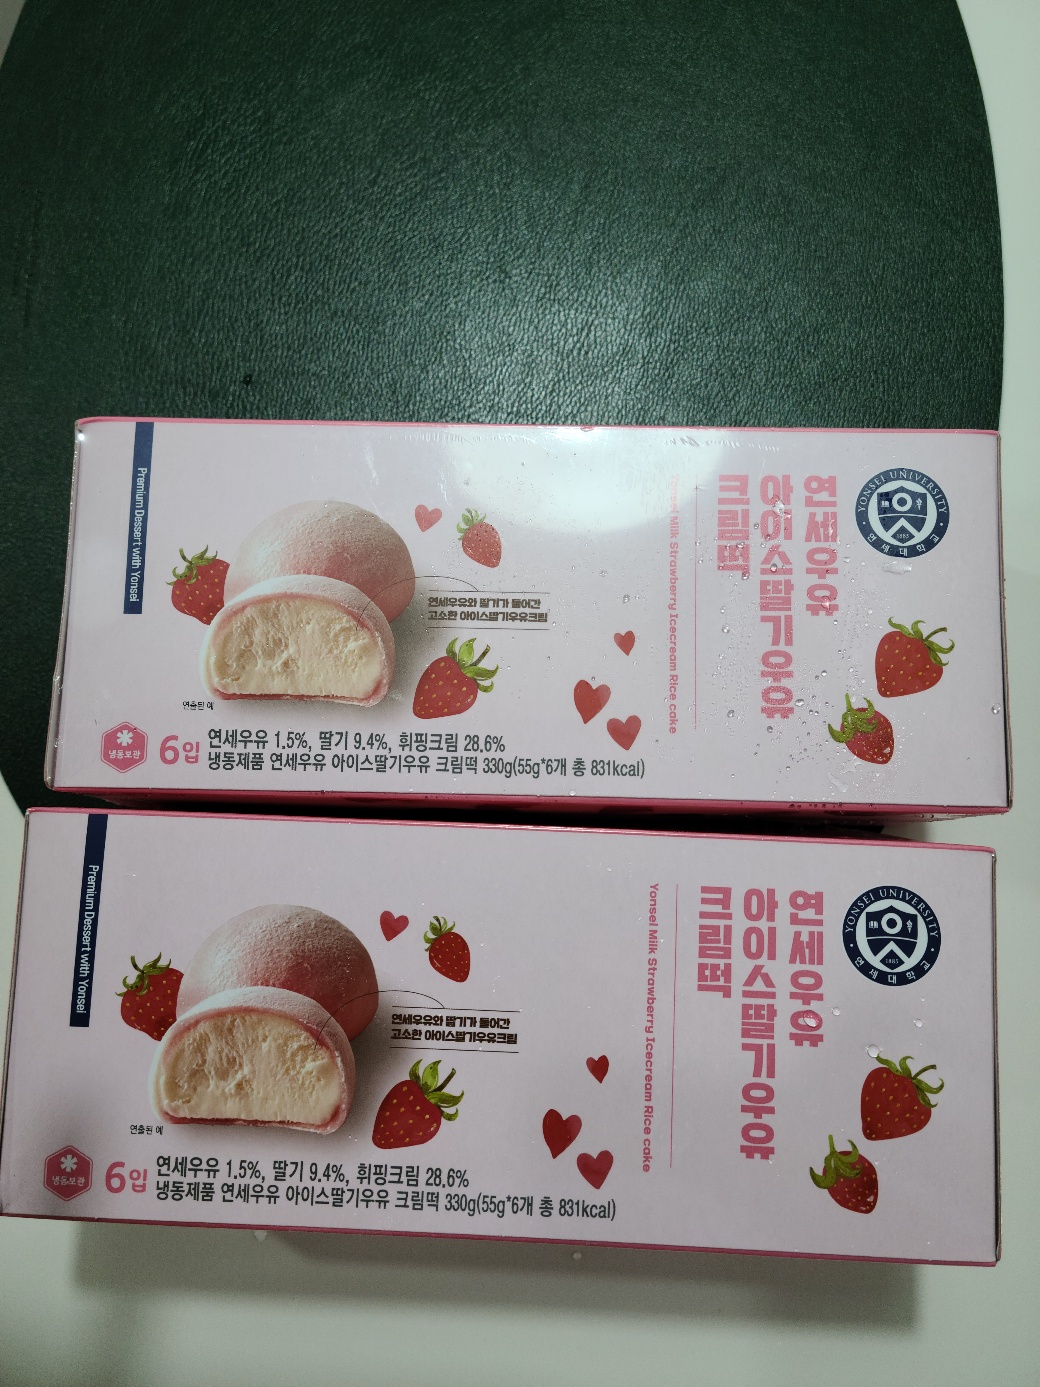 Premium Dessert with Yonsei
YONSEI UNIVERSITY
1885
연세대학교
연세우유
아이스딸기우유
크림떡
Yonsei Milk Strawberry Icecream Rice cake
연세우유와 딸기가 들어간
고소한 아이스딸기우유크림
연출된 예
냉동보관
6입
연세우유 1.5%, 딸기 9.4%, 휘핑크림 28.6%
냉동제품 연세우유 아이스딸기우유 크림떡 330g(55g*6개 총 831kcal)
Premium Dessert with Yonsei
YONSEI UNIVERSITY
1885
연세대학교
연세우유
아이스딸기우유
크림떡
Yonsei Milk Strawberry Icecream Rice cake
연세우유와 딸기가 들어간
고소한 아이스딸기우유크림
연출된 예
냉동보관
6입
연세우유 1.5%, 딸기 9.4%, 휘핑크림 28.6%
냉동제품 연세우유 아이스딸기우유 크림떡 330g(55g*6개 총 831kcal)